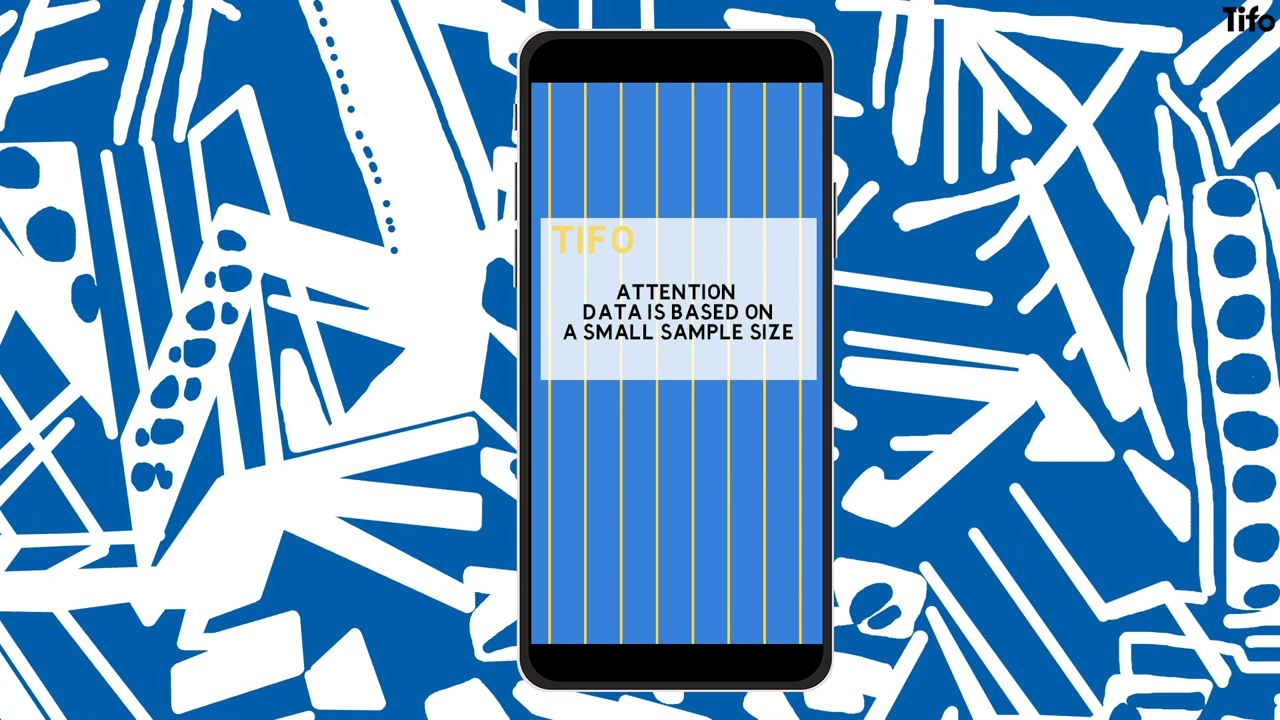 Tifo
TIFO
ATTENTION
DATA IS BASED ON
A SMALL SAMPLE SIZE